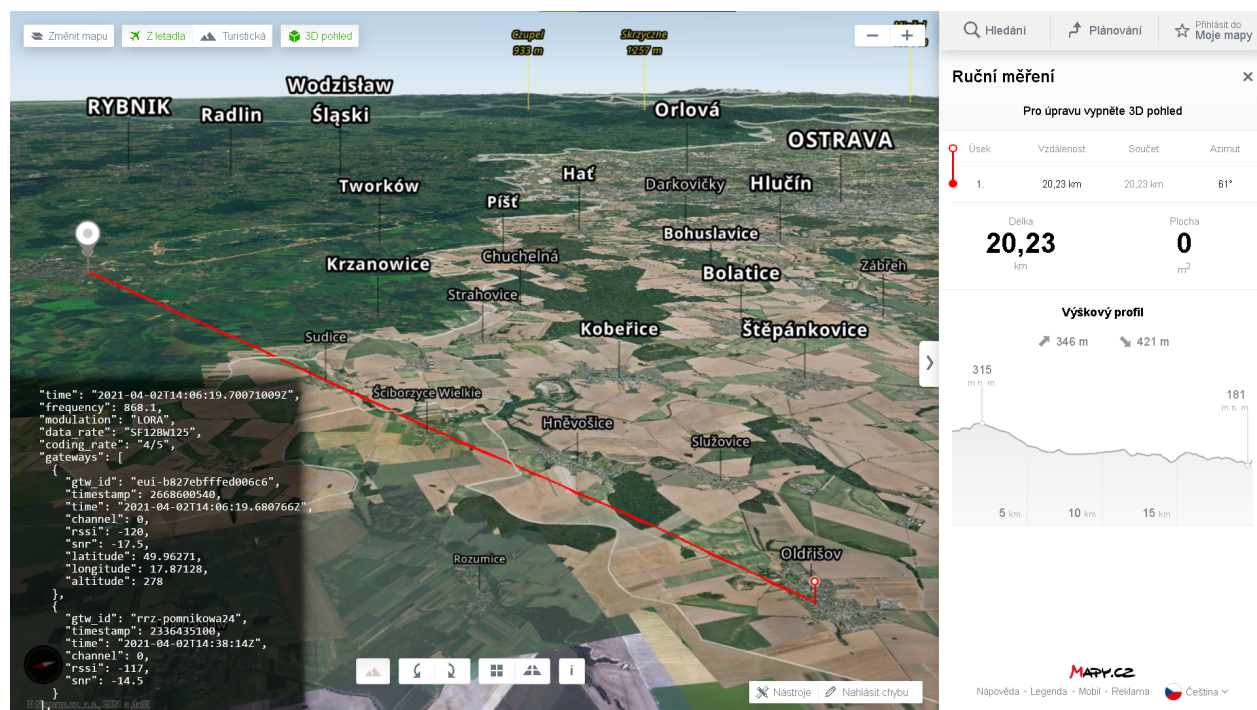 Změnit mapu
Z letadla
Turistická
3D pohled
Czupel
933 m
Skrzyczne
1257 m
RYBNIK
Radlin
Wodzisław
Śląski
Orlová
OSTRAVA
Tworków
Hať
Darkovičky
Hlučín
Píšť
Bohuslavice
Krzanowice
Chuchelná
Bolatice
Zábřeh
Strahovice
Sudice
Kobeřice
Štěpánkovice
Ściborzyce Wielkie
Hněvošice
Služovice
Rozumice
Oldřišov
"time": "2021-04-02T14:06:19.70071009Z",
"frequency": 868.1,
"modulation": "LORA",
"data_rate": "SF12BW125",
"coding_rate": "4/5",
"gateways": [
{
"gtw_id": "eui-b827ebfffed006c6",
"timestamp": 2668600540,
"time": "2021-04-02T14:06:19.680766Z",
"channel": 0,
"rssi": -120,
"snr": -17.5,
"latitude": 49.96271,
"longitude": 17.87128,
"altitude": 278
},
{
"gtw_id": "rrz-pomnikowa24",
"timestamp": 2336435100,
"time": "2021-04-02T14:38:14Z",
"channel": 0,
"rssi": -117,
"snr": -14.5
}
],
i
Nástroje
Nahlásit chybu
Hledání
Plánování
Přihlásit do
Moje mapy
Ruční měření
Pro úpravu vypněte 3D pohled
Úsek Vzdálenost Součet Azimut
1. 20,23 km 20,23 km 61°
Délka
20,23
km
Plocha
0
m²
Výškový profil
346 m 421 m
315
m n. m.
181
m n. m.
5 km 10 km 15 km
MAPY.CZ
Nápověda • Legenda • Mobil • Reklama
Čeština